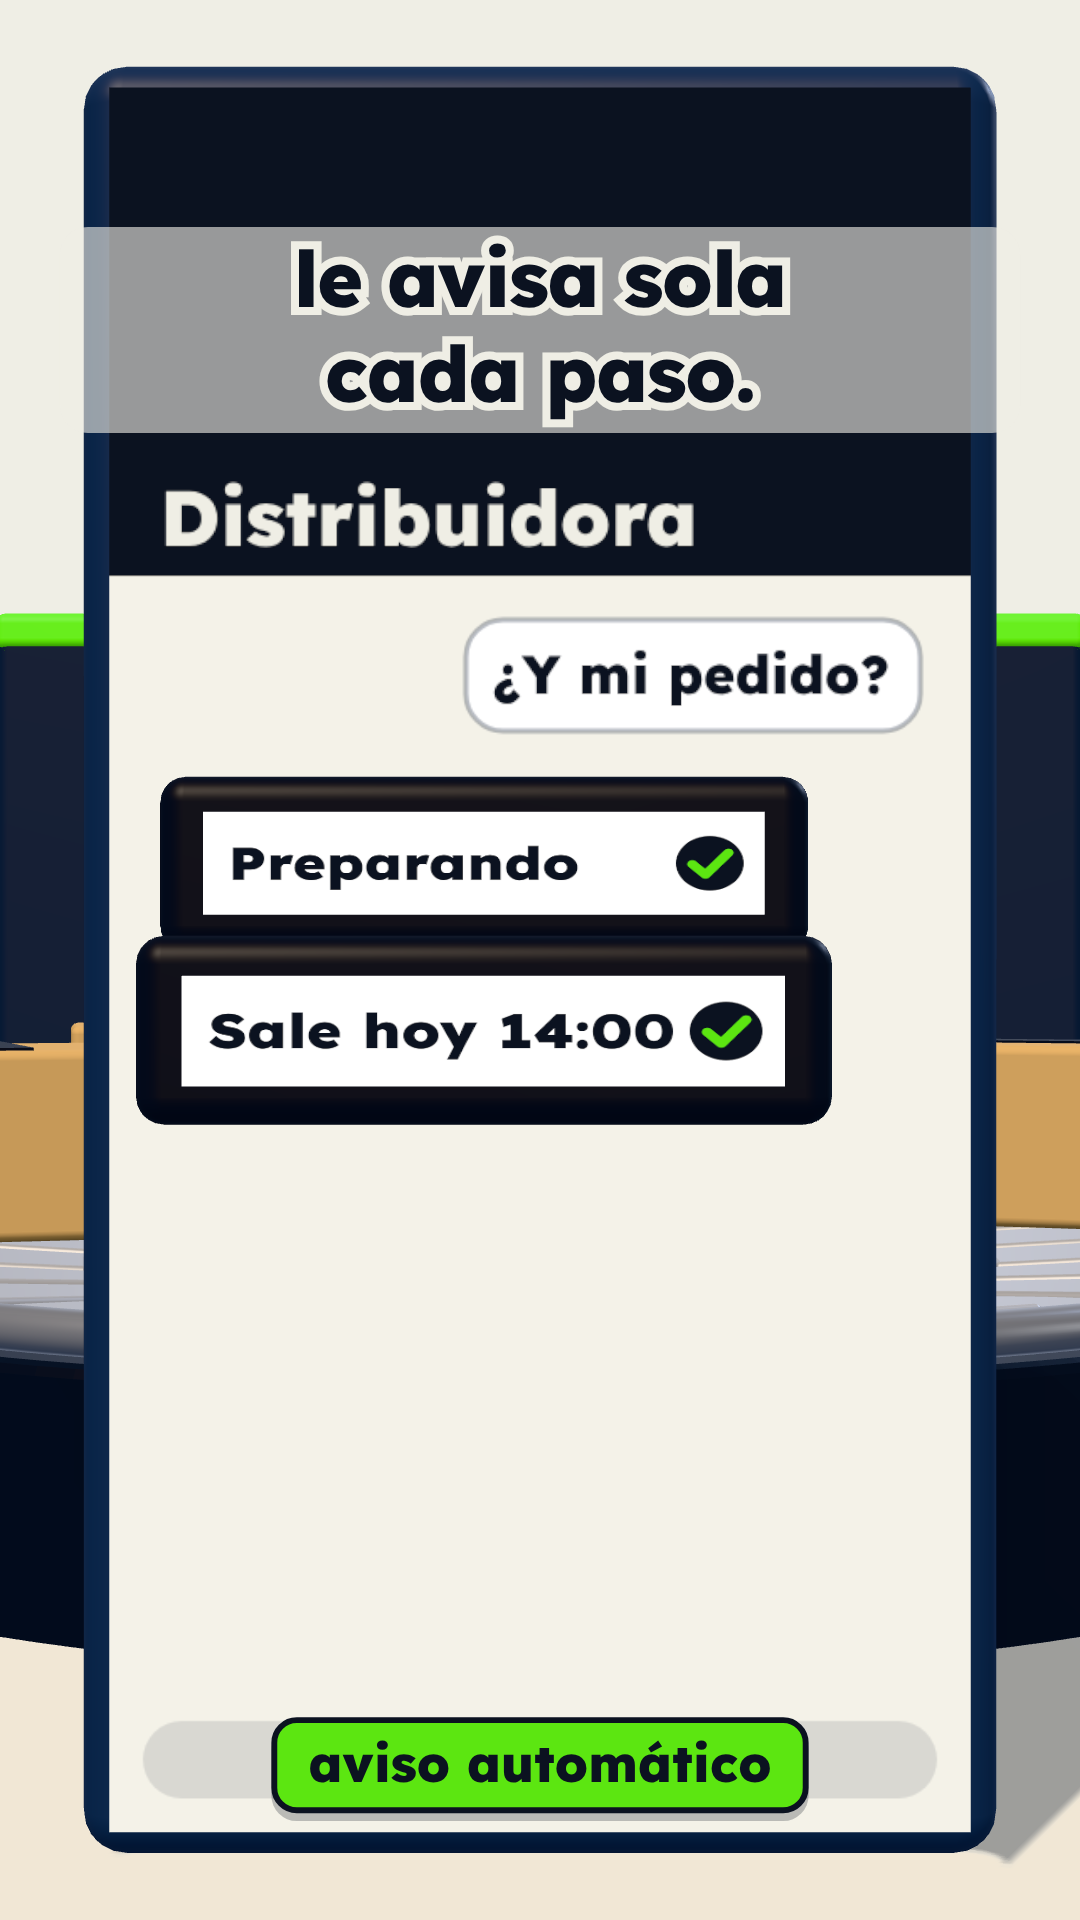 le avisa sola
cada paso.
Distribuidora
¿Y mi pedido?
Preparando
Sale hoy 14:00
aviso automático